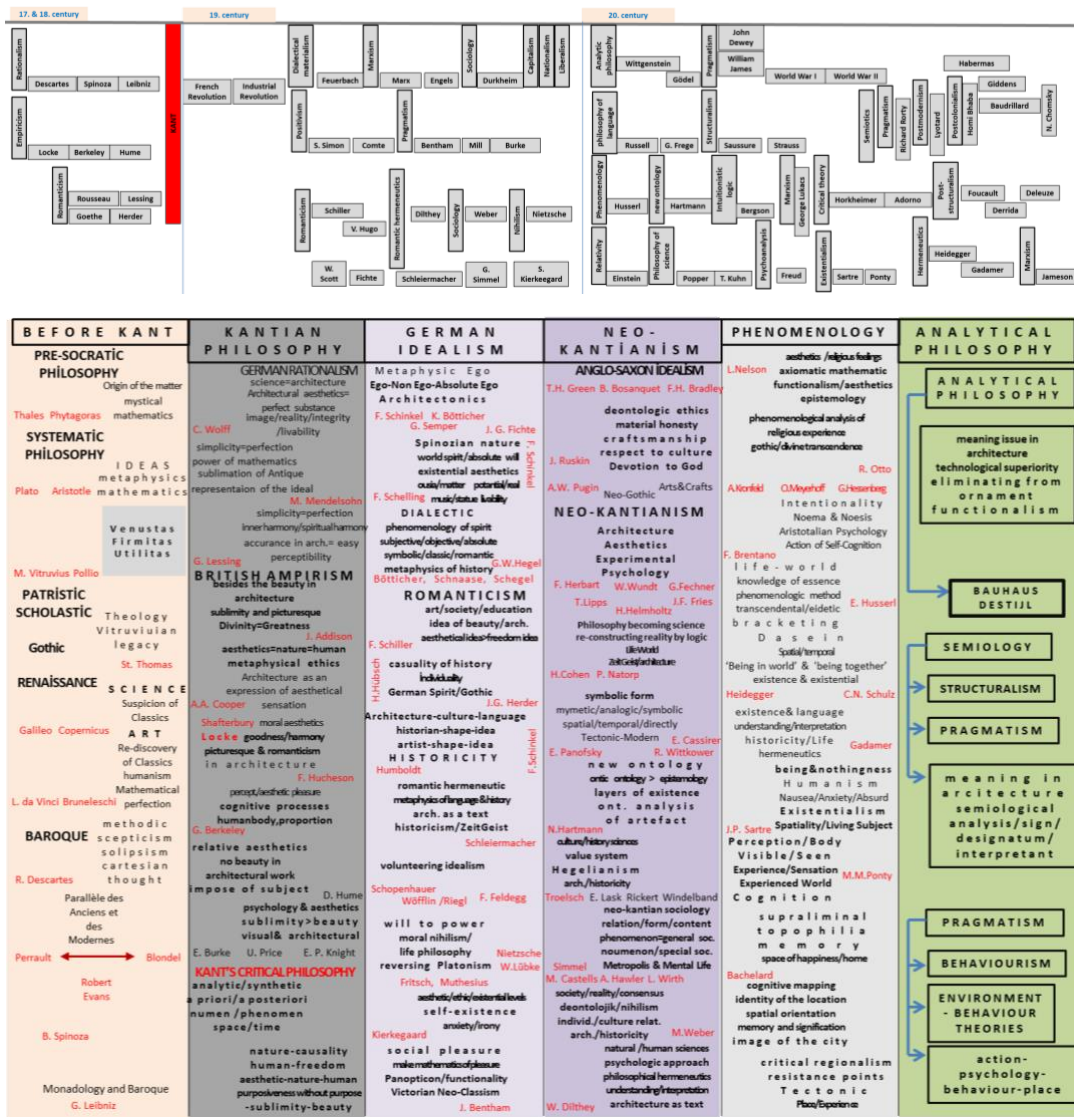 17. & 18. century
19. century
20. century
Rationalism
Descartes
Spinoza
Leibniz
Empiricism
Locke
Berkeley
Hume
Romanticism
Rousseau
Lessing
Goethe
Herder
KANT
French Revolution
Industrial Revolution
Dialectical materialism
Feuerbach
Marxism
Marx
Engels
Sociology
Durkheim
Capitalism
Nationalism
Liberalism
Positivism
S. Simon
Comte
Pragmatism
Bentham
Mill
Burke
Romanticism
Schiller
V. Hugo
Romantic hermeneutics
Dilthey
Sociology
Weber
Nihilism
Nietzsche
W. Scott
Fichte
Schleiermacher
G. Simmel
S. Kierkeegard
Analytic philosophy
Wittgenstein
Gödel
Pragmatism
John Dewey
William James
World War I
World War II
Habermas
Giddens
Baudrillard
N. Chomsky
philosophy of language
Russell
G. Frege
Structuralism
Saussure
Strauss
Semiotics
Pragmatism
Richard Rorty
Postmodernism
Lyotard
Postcolonialism
Homi Bhaba
Phenomenology
Husserl
new ontology
Hartmann
Intuitionistic logic
Bergson
Marxism
George Lukacs
Critical theory
Horkheimer
Adorno
Post-structuralism
Foucault
Derrida
Deleuze
Relativity
Einstein
Philosophy of science
Popper
T. Kuhn
Psychoanalysis
Freud
Existentialism
Sartre
Ponty
Hermeneutics
Heidegger
Gadamer
Marxism
Jameson
BEFORE KANT
PRE-SOCRATİC
PHILOSOPHY
Origin of the matter
mystical
mathematics
Thales Phytagoras
SYSTEMATİC
PHILOSOPHY
IDEAS
metaphysics
Plato Aristotle mathematics
Venustas
Firmitas
Utilitas
M. Vitruvius Pollio
PATRİSTİC
SCHOLASTIC
Theology
Vitruviuian
legacy
Gothic
St. Thomas
RENAİSSANCE
SCIENCE
Suspicion of
Classics
Galileo Copernicus
ART
Re-discovery
of Classics
humanism
Mathematical
perfection
L. da Vinci Bruneleschi
BAROQUE
methodic
scepticism
solipsism
cartesian
thought
R. Descartes
Parallèle des
Anciens et
des
Modernes
Perrault
Blondel
Robert
Evans
B. Spinoza
Monadology and Baroque
G. Leibniz
KANTIAN
PHILOSOPHY
GERMAN RATIONALISM
science=architecture
Architectural aesthetics=
perfect substance
image/reality/integrity
/livability
C. Wolff
simplicity=perfection
power of mathematics
sublimation of Antique
representaion of the ideal
M. Mendelsohn
simplicity=perfection
inner harmony/spiritual harmony
accurance in arch.= easy
perceptibility
G. Lessing
BRITISH AMPIRISM
besides the beauty in
architecture
sublimity and picturesque
Divinity=Greatness
J. Addison
aesthetics=nature=human
metaphysical ethics
Architecture as an
expression of aesthetical
sensation
A.A. Cooper
Shafterbury moral aesthetics
Locke goodness/harmony
picturesque & romanticism
in architecture
F. Hucheson
percept/aesthetic pleasure
cognitive processes
humanbody,proportion
G. Berkeley
relative aesthetics
no beauty in
architectural work
impose of subject
D. Hume
psychology & aesthetics
sublimity>beauty
visual& architectural
E. Burke U. Price E. P. Knight
KANT'S CRITICAL PHILOSOPHY
analytic/synthetic
a priori/a posteriori
numen/phenomen
space/time
nature-causality
human-freedom
aesthetic-nature-human
purposiveness without purpose
-sublimity-beauty
GERMAN
IDEALISM
Metaphysic Ego
Ego-Non Ego-Absolute Ego
Architectonics
F. Schinkel K. Bötticher
G. Semper
J. G. Fichte
Spinozian nature
world spirit/absolute will
existential aesthetics
ousia/matter potential/real
F. Schinkel
F. Schelling music/statue livability
DIALECTIC
phenomenology of spirit
subjective/objective/absolute
symbolic/classic/romantic
G.W.Hegel
metaphysics of history
Bötticher, Schnaase, Schegel
ROMANTICISM
art/society/education
idea of beauty/arch.
aesthetical idea>freedom idea
F. Schiller
H.Hübsch
casuality of history
individuality
German Spirit/Gothic
J.G. Herder
Architecture-culture-language
historian-shape-idea
artist-shape-idea
F.Schinkel
HISTORICITY
Humboldt
romantic hermeneutic
metaphysics of language & history
arch. as a text
historicism/ZeitGeist
Schleiermacher
volunteering idealism
Schopenhauer
Wöfflin /Riegl
F. Feldegg
will to power
moral nihilism/
life philosophy
Nietzsche
reversing Platonism
W.Lübke
Fritsch, Muthesius
aesthetic/ethic/existential levels
self-existence
anxiety/irony
Kierkegaard
social pleasure
make mathematics of pleasure
Panopticon/functionality
Victorian Neo-Classism
J. Bentham
NEO-
KANTİANİSM
ANGLO-SAXON İDEALİSM
T.H. Green B. Bosanquet F.H. Bradley
deontologic ethics
material honesty
craftsmanship
respect to culture
Devotion to God
J. Ruskin
A.W. Pugin
Arts&Crafts
Neo-Gothic
NEO-KANTIANISM
Architecture
Aesthetics
Experimental
Psychology
F. Herbart W.Wundt G.Fechner
T.Lipps J.F. Fries
H.Helmholtz
Philosophy becoming science
re-constructing reality by logic
Life World
Zeit Geist/architecture
H.Cohen P. Natorp
symbolic form
mymetic/analogic/symbolic
spatial/temporal/directly
Tectonic-Modern
E. Cassirer
E. Panofsky
R. Wittkower
new ontology
ontic ontology > epistemology
layers of existence
ont. analysis
of artefact
N.Hartmann
culture/history sciences
value system
Hegelianism
arch./historicity
Troelsch E. Lask Rickert Windelband
neo-kantian sociology
relation/form/content
phenomenon=general soc.
noumenon/special soc.
Simmel
Metropolis & Mental Life
M. Castells A. Hawler L. Wirth
society/reality/consensus
deontolojik/nihilism
individ./culture relat.
arch./historicity
M.Weber
natural /human sciences
psychologic approach
philosophical hermeneutics
understanding/interpretation
W. Dilthey architecture as text
PHENOMENOLOGY
aesthetics /religious feelings
L.Nelson
axiomatic mathematic
functionalism/aesthetics
epistemology
phenomenological analysis of
religious experience
gothic/divine transcendence
R. Otto
A.Kronfeld O.Meyerhoff G.Hessenberg
Intentionality
Noema & Noesis
Aristotalian Psychology
Action of Self-Cognition
F. Brentano
life-world
knowledge of essence
phenomenologic method
transcendental/eidetic
E. Husserl
bracketing
Dasein
Spatial/temporal
'Being in world' & 'being together'
existence & existential
Heidegger
C.N. Schulz
existence& language
understanding/interpretation
historicity/Life
Gadamer
hermeneutics
being&nothingness
Humanism
Nausea/Anxiety/Absurd
Existentialism
J.P. Sartre
Spatiality/Living Subject
Perception/Body
Visible/Seen
Experience/Sensation
Experienced World
M.M.Ponty
Cognition
supraliminal
topophilia
memory
space of happiness/home
Bachelard
cognitive mapping
identity of the location
spatial orientation
memory and signification
image of the city
critical regionalism
resistance points
Tectonic
Place/Experience
ANALYTICAL
PHILOSOPHY
ANALYTICAL
PHILOSOPHY
meaning issue in
architecture
technological superiority
eliminating from
ornament
functionalism
BAUHAUS
DESTIJL
SEMIOLOGY
STRUCTURALISM
PRAGMATISM
meaning in
arcitecture
semiological
analysis/sign/
designatum/
interpretant
PRAGMATISM
BEHAVIOURISM
ENVIRONMENT
- BEHAVIOUR
THEORIES
action-
psychology-
behaviour-place